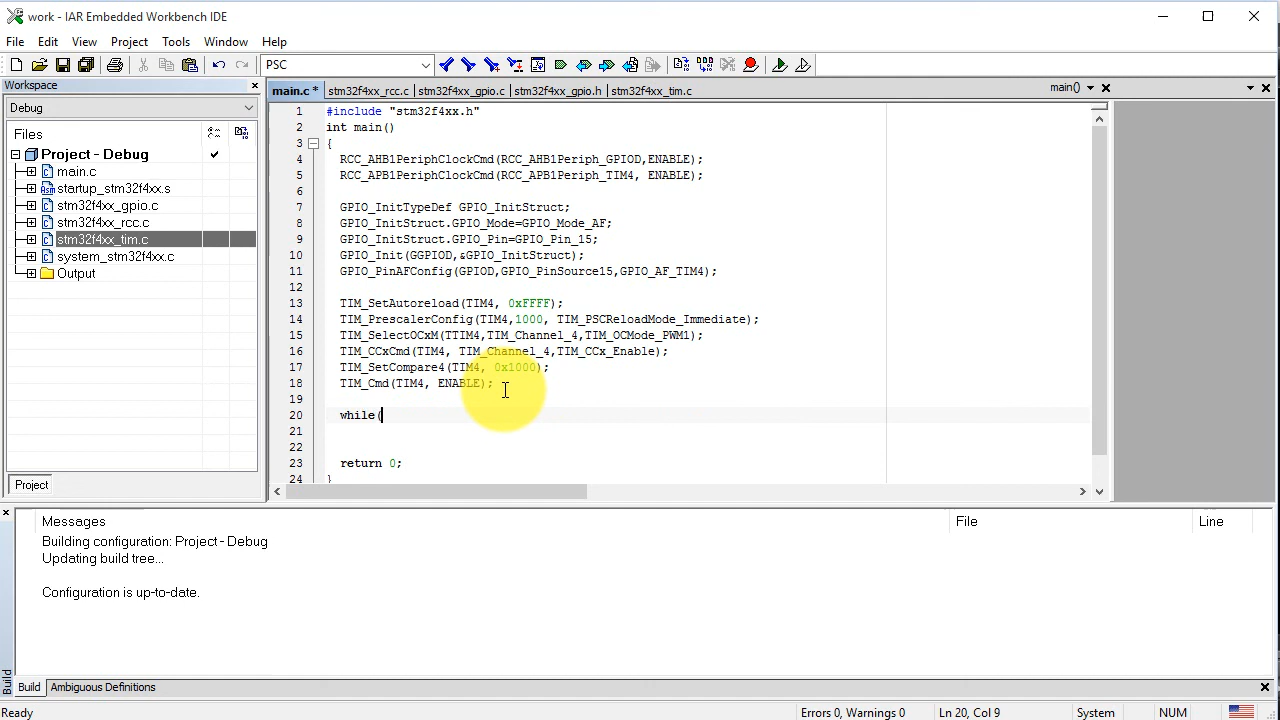 work - IAR Embedded Workbench IDE
File Edit View Project Tools Window Help
PSC
Workspace
main.c * stm32f4xx_rcc.c stm32f4xx_gpio.c stm32f4xx_gpio.h stm32f4xx_tim.c main()
Debug
Files
Project - Debug
main.c
startup_stm32f4xx.s
stm32f4xx_gpio.c
stm32f4xx_rcc.c
stm32f4xx_tim.c
system_stm32f4xx.c
Output
Project
1 #include "stm32f4xx.h"
2 int main()
3 {
4 RCC_AHB1PeriphClockCmd(RCC_AHB1Periph_GPIOD,ENABLE);
5 RCC_APB1PeriphClockCmd(RCC_APB1Periph_TIM4, ENABLE);
6
7 GPIO_InitTypeDef GPIO_InitStruct;
8 GPIO_InitStruct.GPIO_Mode=GPIO_Mode_AF;
9 GPIO_InitStruct.GPIO_Pin=GPIO_Pin_15;
10 GPIO_Init(GGPIOD,&GPIO_InitStruct);
11 GPIO_PinAFConfig(GPIOD,GPIO_PinSource15,GPIO_AF_TIM4);
12
13 TIM_SetAutoreload(TIM4, 0xFFFF);
14 TIM_PrescalerConfig(TIM4,1000, TIM_PSCReloadMode_Immediate);
15 TIM_SelectOCxM(TTIM4,TIM_Channel_4,TIM_OCMode_PWM1);
16 TIM_CCxCmd(TIM4, TIM_Channel_4,TIM_CCx_Enable);
17 TIM_SetCompare4(TIM4, 0x1000);
18 TIM_Cmd(TIM4, ENABLE);
19
20 while(
21
22
23 return 0;
24 }
Messages File Line
Building configuration: Project - Debug
Updating build tree...
Configuration is up-to-date.
Build
Build Ambiguous Definitions
Ready Errors 0, Warnings 0 Ln 20, Col 9 System NUM